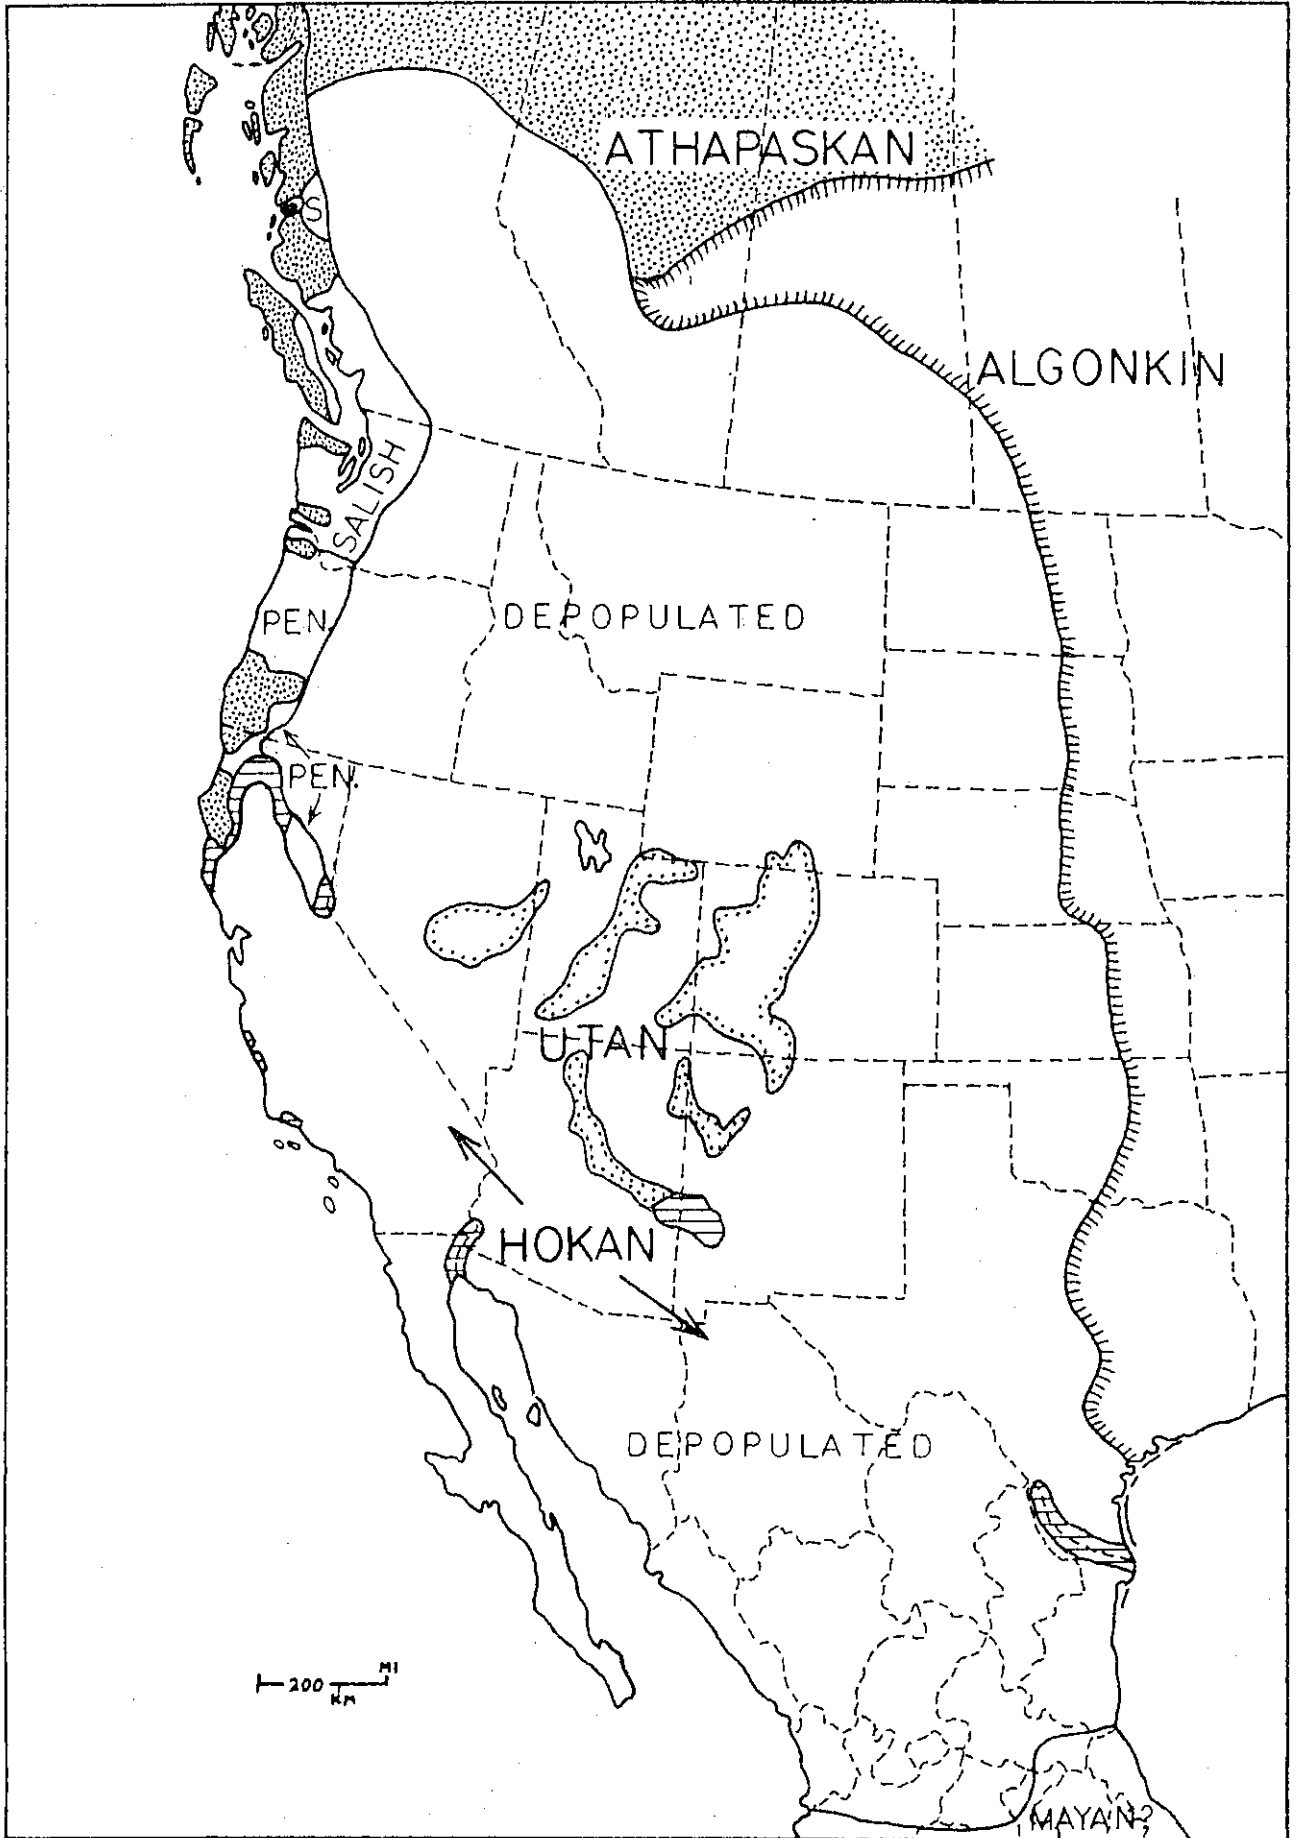 ATHAPASKAN
S
ALGONKIN
SALISH
PEN.
DEPOPULATED
PEN.
UTAN
HOKAN
DEPOPULATED
200
MI
KM
MAYAN?